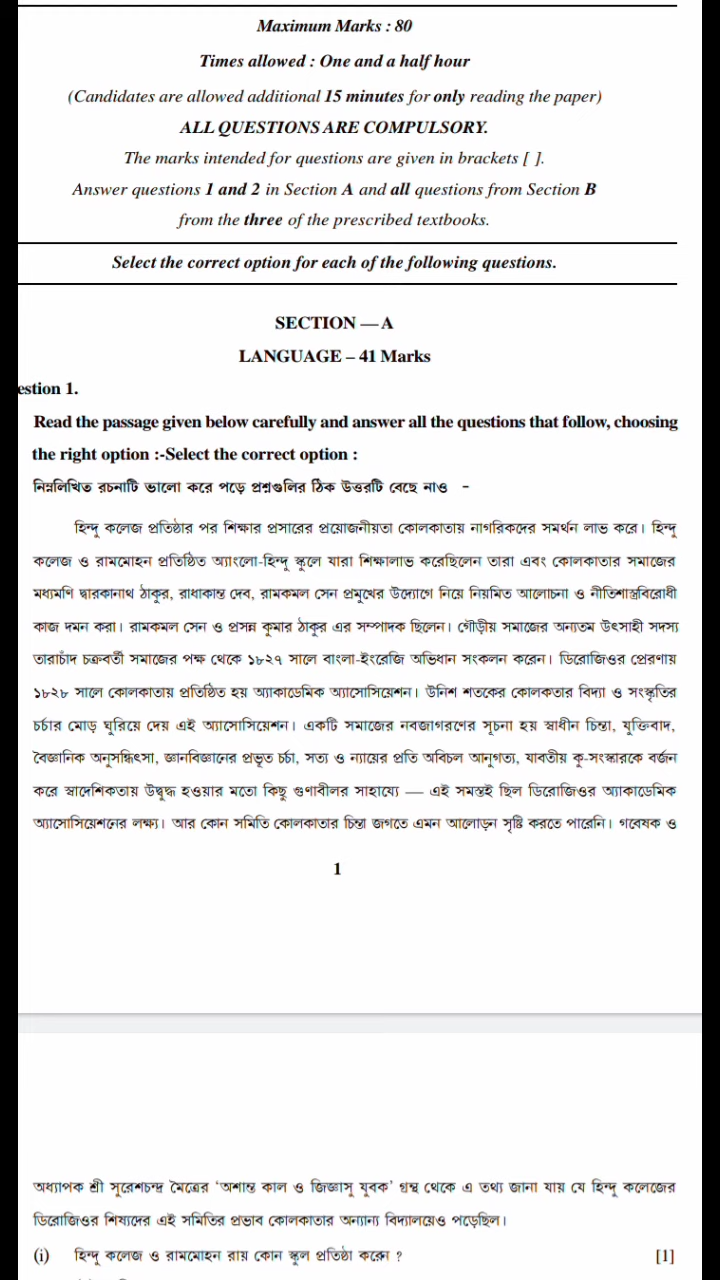 Maximum Marks : 80
Times allowed : One and a half hour
(Candidates are allowed additional 15 minutes for only reading the paper)
ALL QUESTIONS ARE COMPULSORY.
The marks intended for questions are given in brackets [ ].
Answer questions 1 and 2 in Section A and all questions from Section B
from the three of the prescribed textbooks.
Select the correct option for each of the following questions.
SECTION — A
LANGUAGE – 41 Marks
estion 1.
Read the passage given below carefully and answer all the questions that follow, choosing
the right option :-Select the correct option :
নিম্নলিখিত রচনাটি ভালো করে পড়ে প্রশ্নগুলির ঠিক উত্তরটি বেছে নাও -
হিন্দু কলেজ প্রতিষ্ঠার পর শিক্ষার প্রসারের প্রয়োজনীয়তা কোলকাতায় নাগরিকদের সমর্থন লাভ করে। হিন্দু
কলেজ ও রামমোহন প্রতিষ্ঠিত অ্যাংলো-হিন্দু স্কুলে যারা শিক্ষালাভ করেছিলেন তারা এবং কোলকাতার সমাজের
মধ্যমণি দ্বারকানাথ ঠাকুর, রাধাকান্ত দেব, রামকমল সেন প্রমুখের উদ্যোগে নিয়ে নিয়মিত আলোচনা ও নীতিশাস্ত্রবিরোধী
কাজ দমন করা। রামকমল সেন ও প্রসন্ন কুমার ঠাকুর এর সম্পাদক ছিলেন। গৌড়ীয় সমাজের অন্যতম উৎসাহী সদস্য
তারাচাঁদ চক্রবর্তী সমাজের পক্ষ থেকে ১৮২৭ সালে বাংলা-ইংরেজি অভিধান সংকলন করেন। ডিরোজিওর প্রেরণায়
১৮২৮ সালে কোলকাতায় প্রতিষ্ঠিত হয় অ্যাকাডেমিক অ্যাসোসিয়েশন। উনিশ শতকের কোলকতার বিদ্যা ও সংস্কৃতির
চর্চার মোড় ঘুরিয়ে দেয় এই অ্যাসোসিয়েশন। একটি সমাজের নবজাগরণের সূচনা হয় স্বাধীন চিন্তা, যুক্তিবাদ,
বৈজ্ঞানিক অনুসন্ধিৎসা, জ্ঞানবিজ্ঞানের প্রভূত চর্চা, সত্য ও ন্যায়ের প্রতি অবিচল আনুগত্য, যাবতীয় কু-সংস্কারকে বর্জন
করে স্বাদেশিকতায় উদ্বুদ্ধ হওয়ার মতো কিছু গুণাবীলর সাহায্যে — এই সমস্তই ছিল ডিরোজিওর অ্যাকাডেমিক
অ্যাসোসিয়েশনের লক্ষ্য। আর কোন সমিতি কোলকাতার চিন্তা জগতে এমন আলোড়ন সৃষ্টি করতে পারেনি। গবেষক ও
1
অধ্যাপক শ্রী সুরেশচন্দ্র মৈত্রের 'অশান্ত কাল ও জিজ্ঞাসু যুবক' গ্রন্থ থেকে এ তথ্য জানা যায় যে হিন্দু কলেজের
ডিরোজিওর শিষ্যদের এই সমিতির প্রভাব কোলকাতার অন্যান্য বিদ্যালয়েও পড়েছিল।
(i) হিন্দু কলেজ ও রামমোহন রায় কোন স্কুল প্রতিষ্ঠা করেন ? [1]